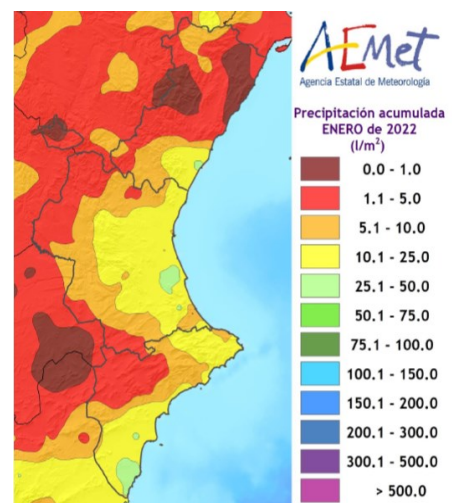 AEMet
Agencia Estatal de Meteorología
Precipitación acumulada
ENERO de 2022
(l/m²)
0.0 - 1.0
1.1 - 5.0
5.1 - 10.0
10.1 - 25.0
25.1 - 50.0
50.1 - 75.0
75.1 - 100.0
100.1 - 150.0
150.1 - 200.0
200.1 - 300.0
300.1 - 500.0
> 500.0